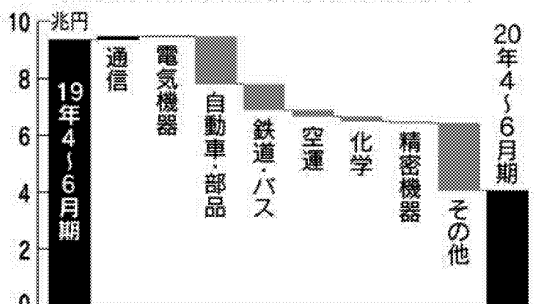 10
兆円
8
6
4
2
0
19年4～6月期
通信
電気機器
自動車・部品
鉄道・バス
空運
化学
精密機器
その他
20年4～6月期